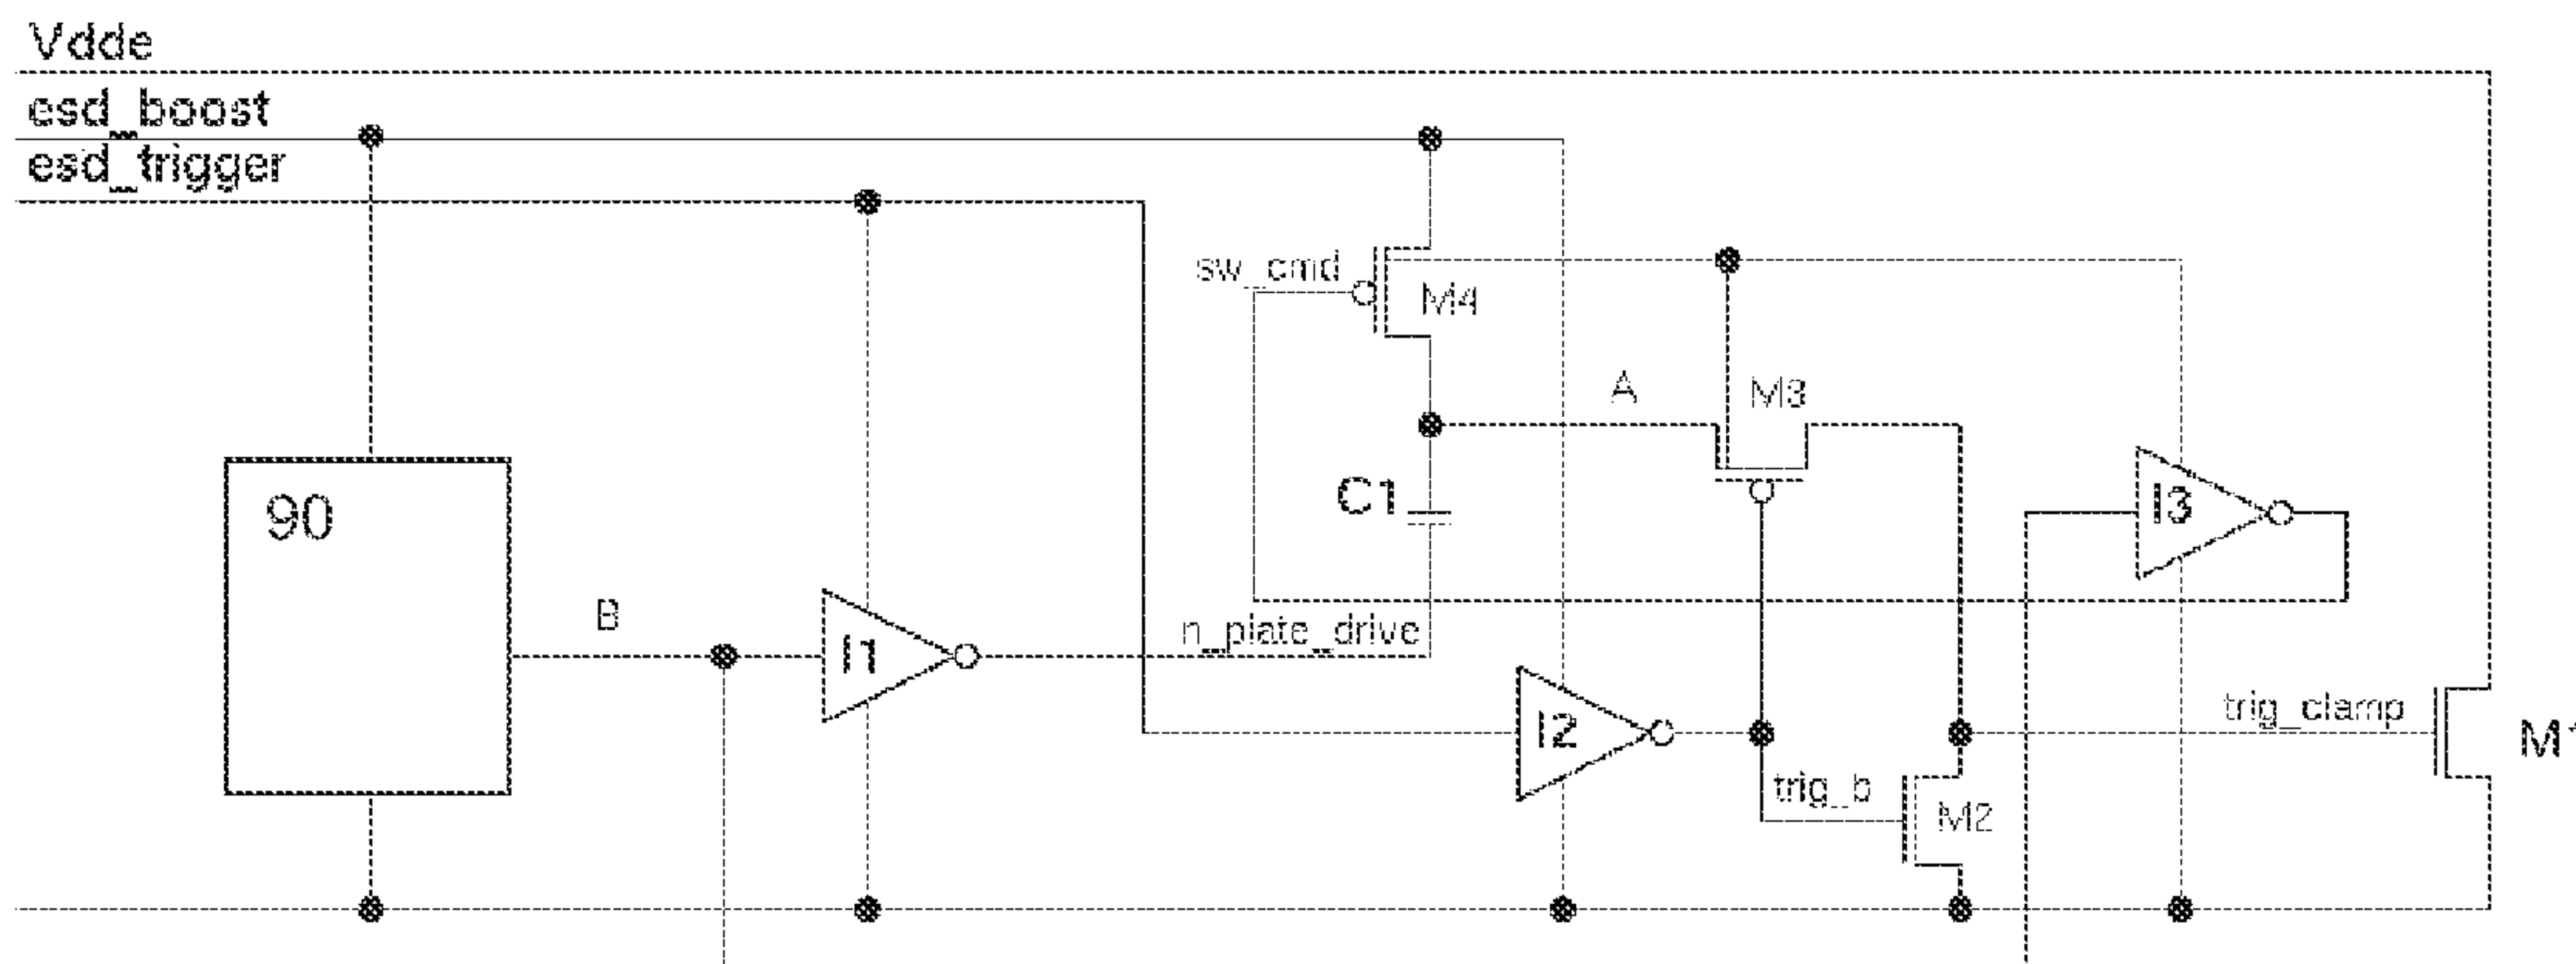 Vdde
esd_boost
esd_trigger
sw_cmd
M4
A
M3
C1
I3
90
B
I1
n_plate_drive
I2
trig_clamp
trig_b
M2